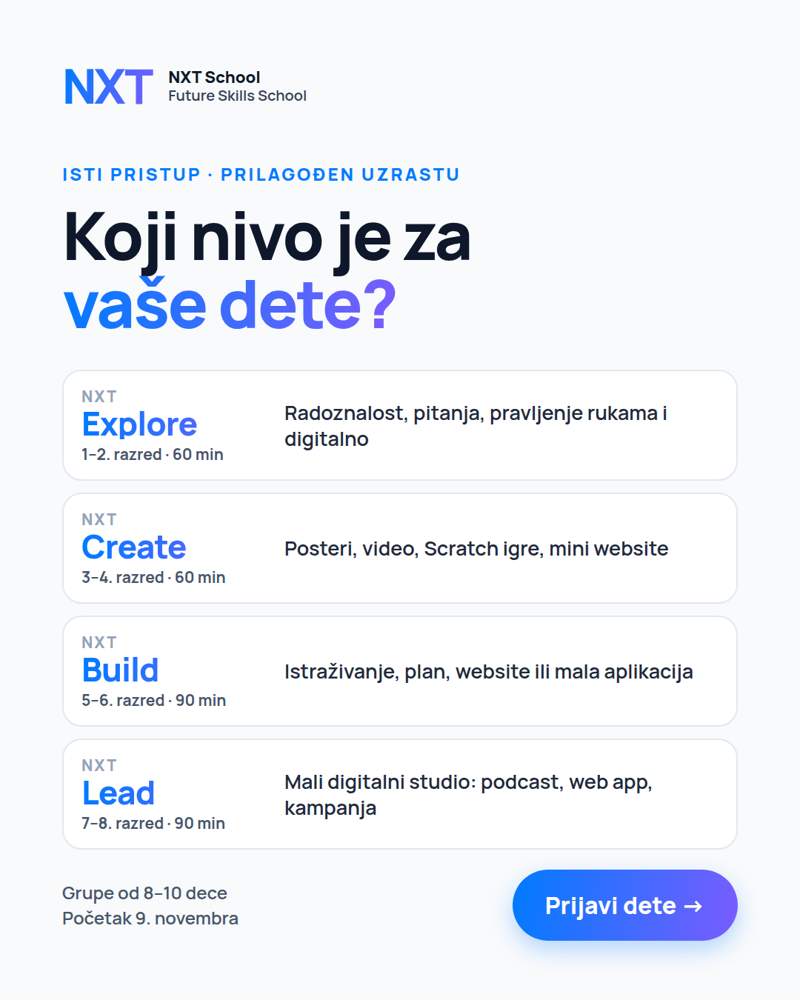 NXT
NXT School
Future Skills School
ISTI PRISTUP · PRILAGOĐEN UZRASTU
Koji nivo je za
vaše dete?
NXT
Explore
1–2. razred · 60 min
Radoznalost, pitanja, pravljenje rukama i
digitalno
NXT
Create
3–4. razred · 60 min
Posteri, video, Scratch igre, mini website
NXT
Build
5–6. razred · 90 min
Istraživanje, plan, website ili mala aplikacija
NXT
Lead
7–8. razred · 90 min
Mali digitalni studio: podcast, web app,
kampanja
Grupe od 8–10 dece
Početak 9. novembra
Prijavi dete →